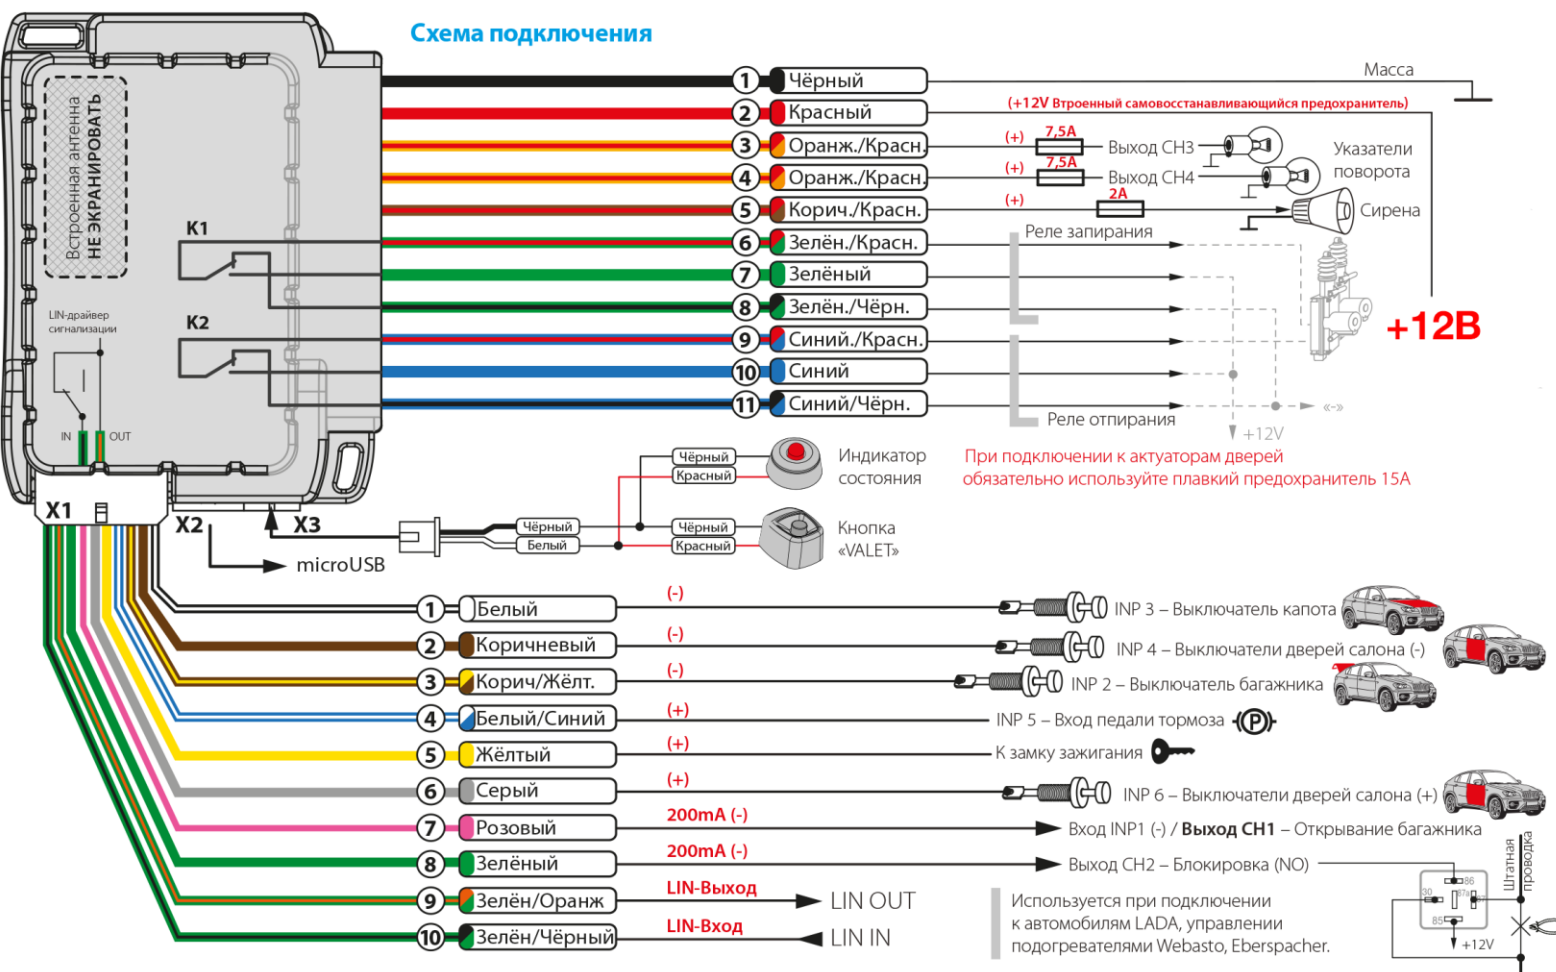 Схема подключения
Встроенная антенна
НЕ ЭКРАНИРОВАТЬ
K1
K2
LIN-драйвер
сигнализации
IN
OUT
1 Чёрный
Масса
2 Красный
(+12V Втроенный самовосстанавливающийся предохранитель)
3 Оранж./Красн.
(+) 7,5A Выход CH3
4 Оранж./Красн.
(+) 7,5A Выход CH4
Указатели
поворота
5 Корич./Красн.
(+) 2A
Сирена
6 Зелён./Красн.
Реле запирания
7 Зелёный
8 Зелён./Чёрн.
9 Синий./Красн.
+12В
10 Синий
11 Синий/Чёрн.
«-»
Реле отпирания
+12V
При подключении к актуаторам дверей
обязательно используйте плавкий предохранитель 15А
Чёрный
Красный
Индикатор
состояния
X1
X2
X3
microUSB
Чёрный
Белый
Чёрный
Красный
Кнопка
«VALET»
1 Белый
(-)
INP 3 – Выключатель капота
2 Коричневый
(-)
INP 4 – Выключатели дверей салона (-)
3 Корич/Жёлт.
(-)
INP 2 – Выключатель багажника
4 Белый/Синий
(+)
INP 5 – Вход педали тормоза (P)
5 Жёлтый
(+)
К замку зажигания
6 Серый
(+)
INP 6 – Выключатели дверей салона (+)
7 Розовый
200mA (-)
Вход INP1 (-) / Выход CH1 – Открывание багажника
8 Зелёный
200mA (-)
Выход CH2 – Блокировка (NO)
9 Зелён/Оранж
LIN-Выход
LIN OUT
10 Зелён/Чёрный
LIN-Вход
LIN IN
Используется при подключении
к автомобилям LADA, управлении
подогревателями Webasto, Eberspacher.
Штатная
проводка
86
30
87a
87
85
+12V